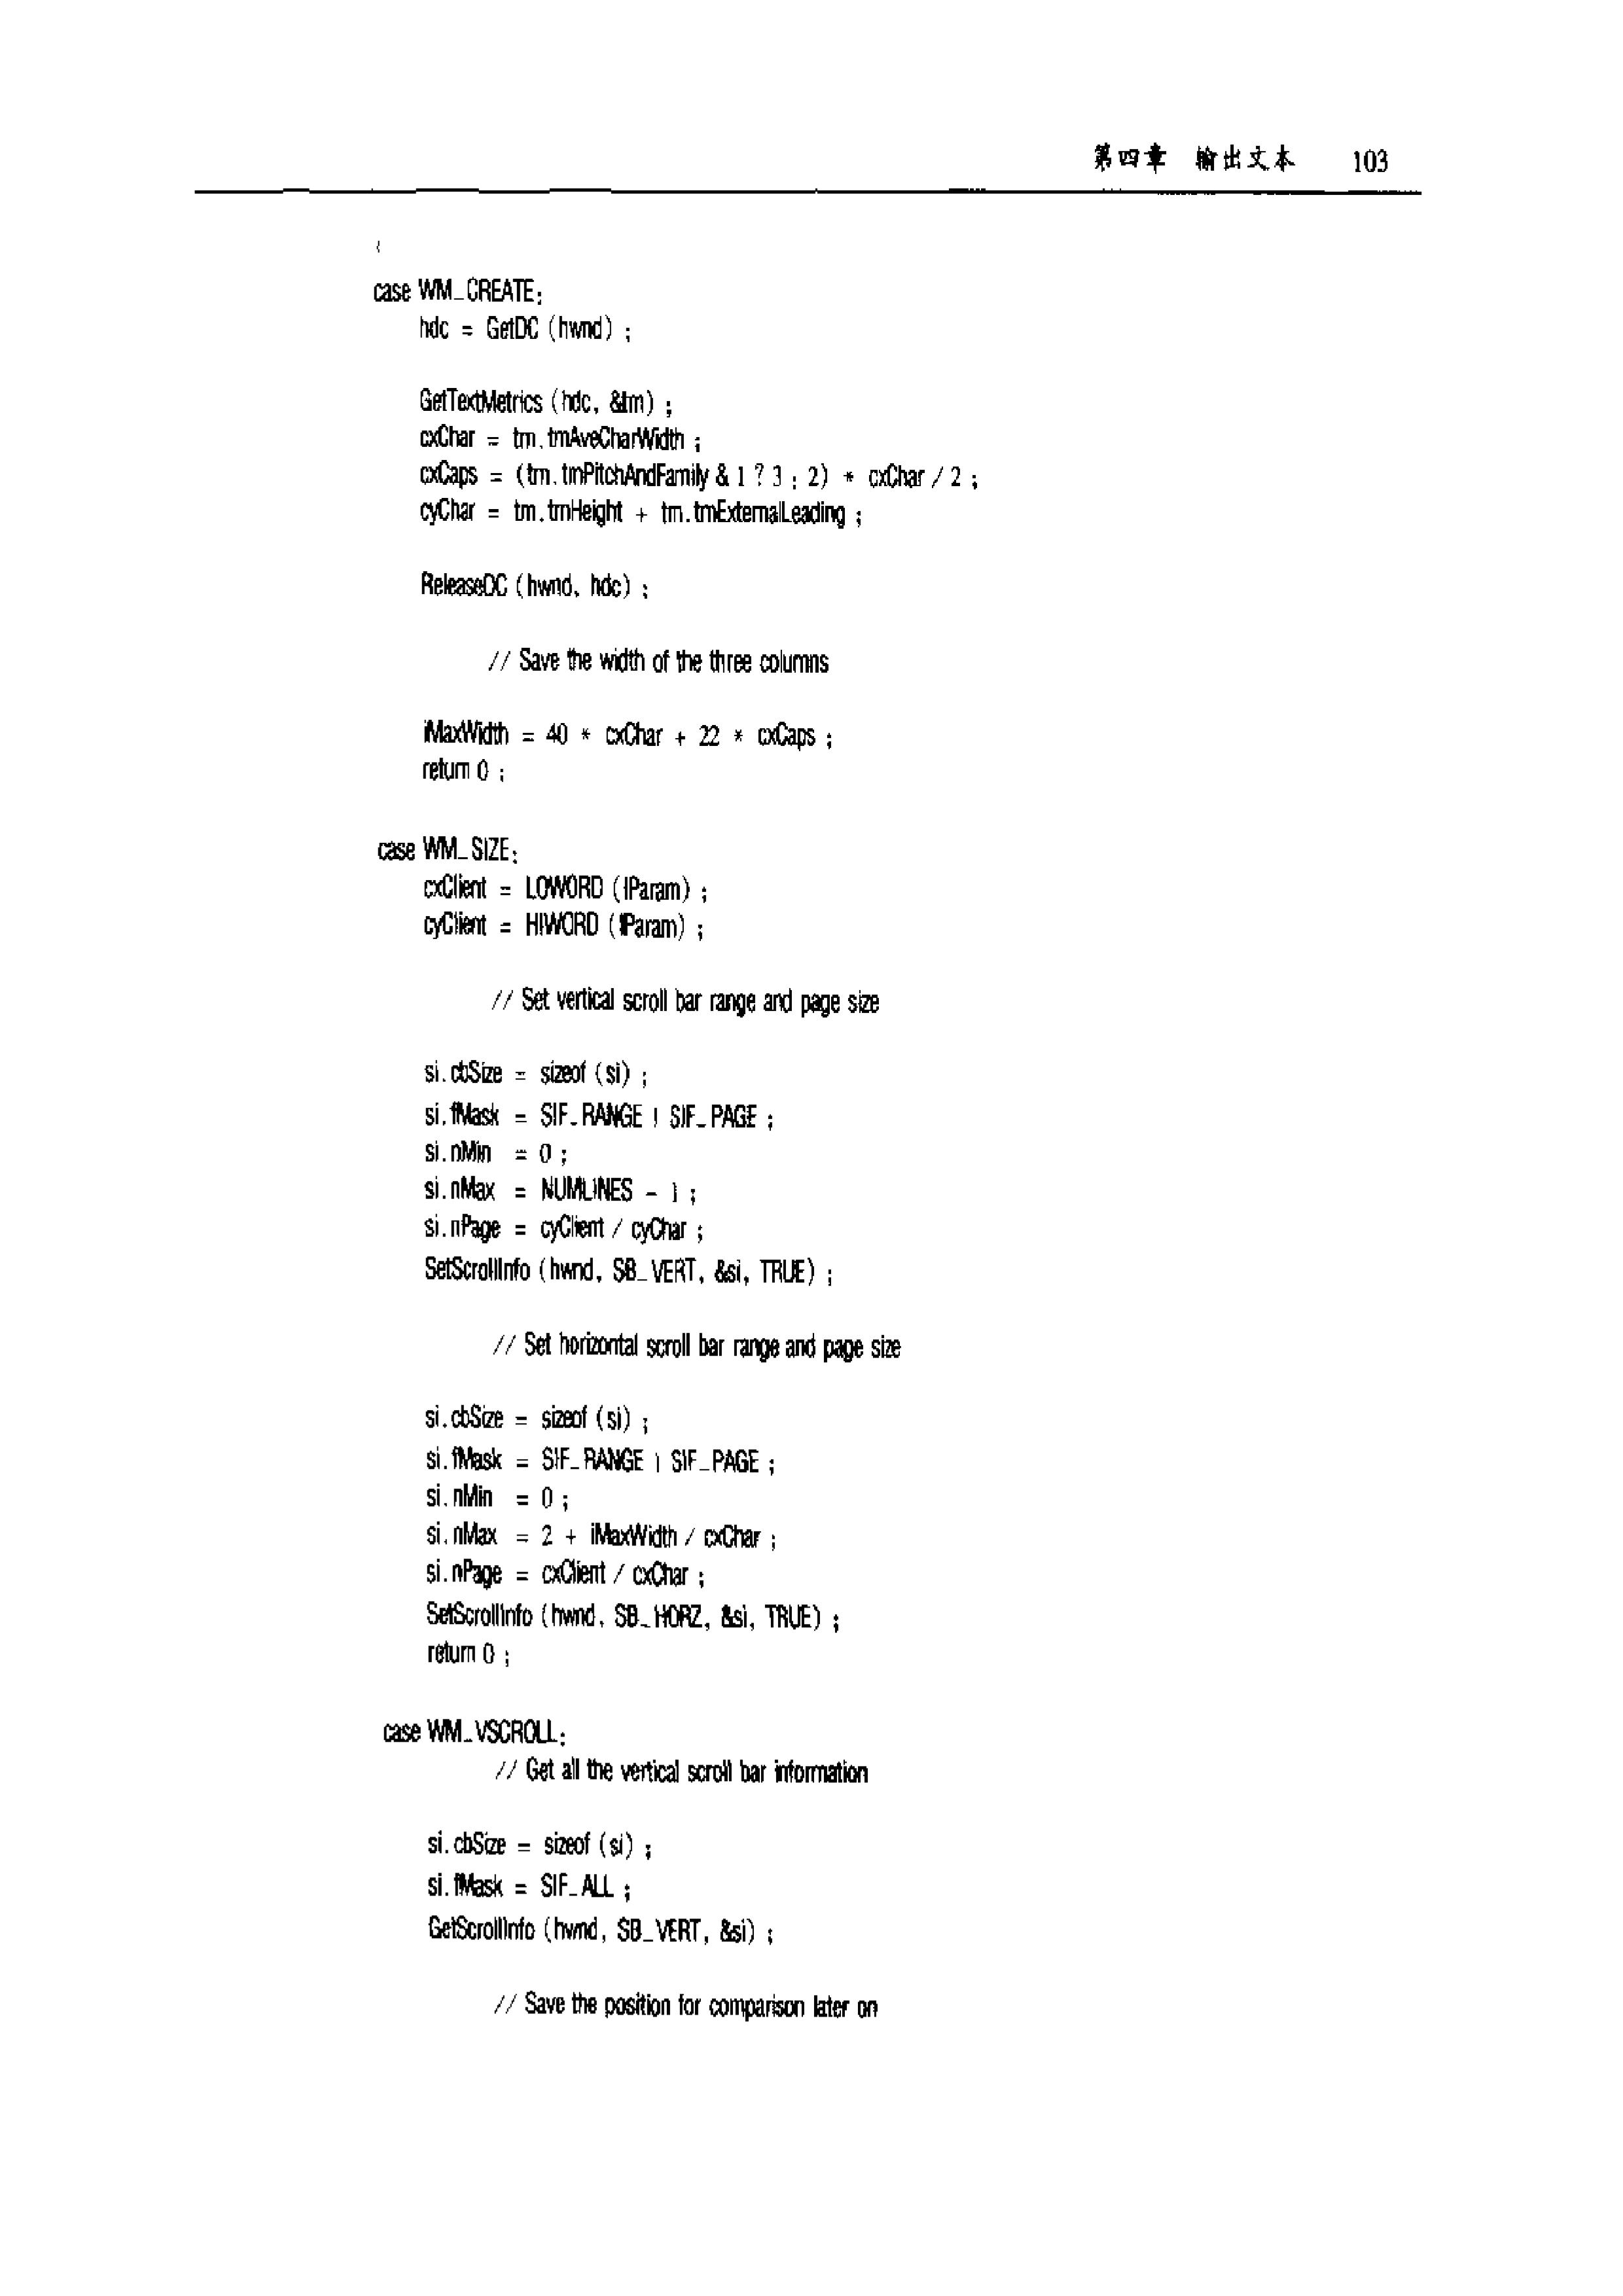 第四章 输出文本 103
{
case WM_CREATE:
hdc = GetDC (hwnd) ;
GetTextMetrics (hdc, &tm) ;
cxChar = tm.tmAveCharWidth ;
cxCaps = (tm.tmPitchAndFamily & 1 ? 3 : 2) * cxChar / 2 ;
cyChar = tm.tmHeight + tm.tmExternalLeading ;
ReleaseDC (hwnd, hdc) ;
// Save the width of the three columns
iMaxWidth = 40 * cxChar + 22 * cxCaps ;
return 0 ;
case WM_SIZE:
cxClient = LOWORD (lParam) ;
cyClient = HIWORD (lParam) ;
// Set vertical scroll bar range and page size
si.cbSize = sizeof (si) ;
si.fMask = SIF_RANGE | SIF_PAGE ;
si.nMin = 0 ;
si.nMax = NUMLINES - 1 ;
si.nPage = cyClient / cyChar ;
SetScrollInfo (hwnd, SB_VERT, &si, TRUE) ;
// Set horizontal scroll bar range and page size
si.cbSize = sizeof (si) ;
si.fMask = SIF_RANGE | SIF_PAGE ;
si.nMin = 0 ;
si.nMax = 2 + iMaxWidth / cxChar ;
si.nPage = cxClient / cxChar ;
SetScrollInfo (hwnd, SB_HORZ, &si, TRUE) ;
return 0 ;
case WM_VSCROLL:
// Get all the vertical scroll bar information
si.cbSize = sizeof (si) ;
si.fMask = SIF_ALL ;
GetScrollInfo (hwnd, SB_VERT, &si) ;
// Save the position for comparison later on